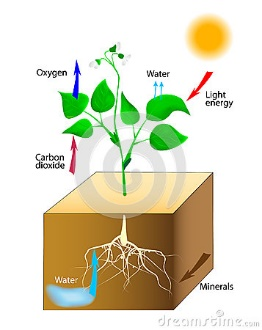 Oxygen
Water
Light
energy
Carbon
dioxide
Water
Minerals
dreamstime.com